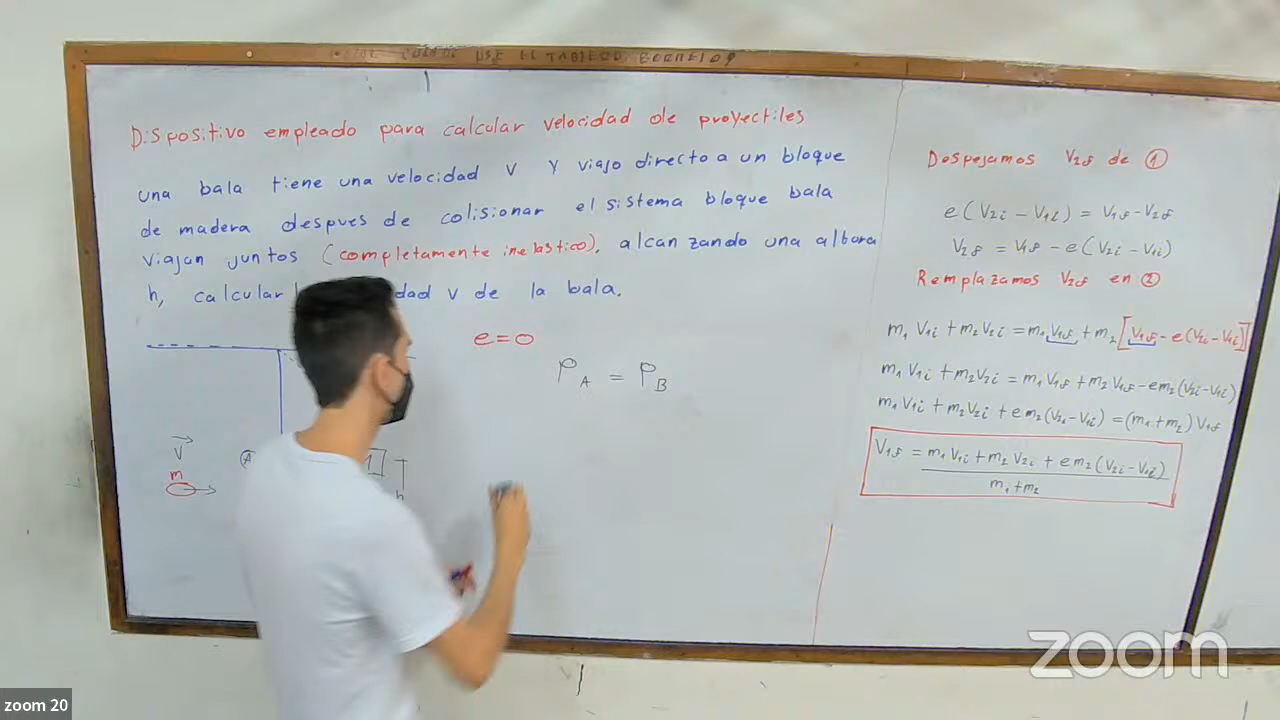 Dispositivo empleado para calcular velocidad de proyectiles
una bala tiene una velocidad V y viajo directo a un bloque
de madera despues de colisionar el sistema bloque bala
viajan juntos (completamente inelastico), alcanzando una altura
h, calcular dad v de la bala.
e=0
P_A = P_B
V
m
A
h
Despejamos V2f de ①
e(V2i - V1i) = V1f - V2f
V2f = V1f - e(V2i - V1i)
Remplazamos V2f en ②
m1 V1i + m2 V2i = m1 V1f + m2 [V1f - e(V2i - V1i)]
m1 V1i + m2 V2i = m1 V1f + m2 V1f - em2(V2i - V1i)
m1 V1i + m2 V2i + em2(V2i - V1i) = (m1 + m2) V1f
V1f = m1 V1i + m2 V2i + em2(V2i - V1i)
m1 + m2
zoom
zoom 20